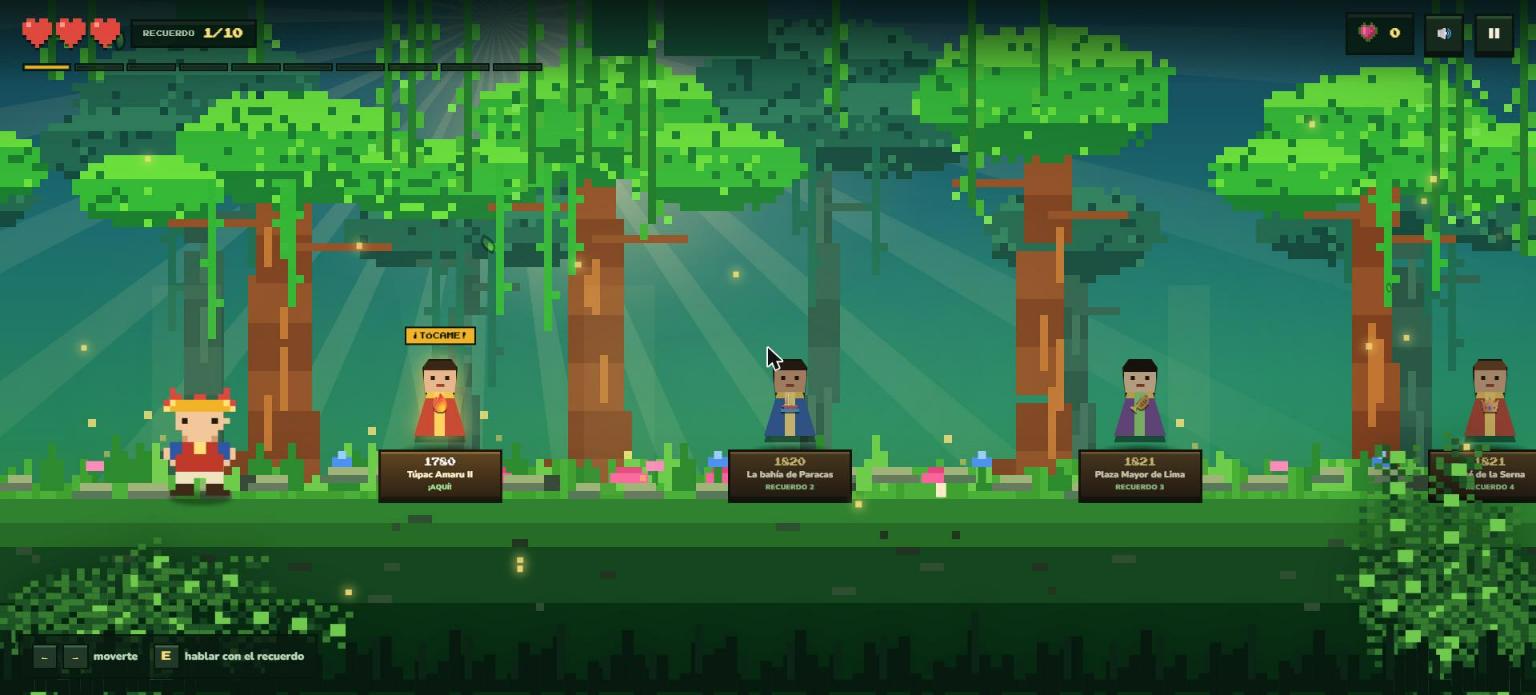 RECUERDO 1/10
0
¡TÓCAME!
1780
Túpac Amaru II
¡AQUÍ!
1820
La bahía de Paracas
RECUERDO 2
1821
Plaza Mayor de Lima
RECUERDO 3
1821
de la Serna
RECUERDO 4
← → moverte E hablar con el recuerdo